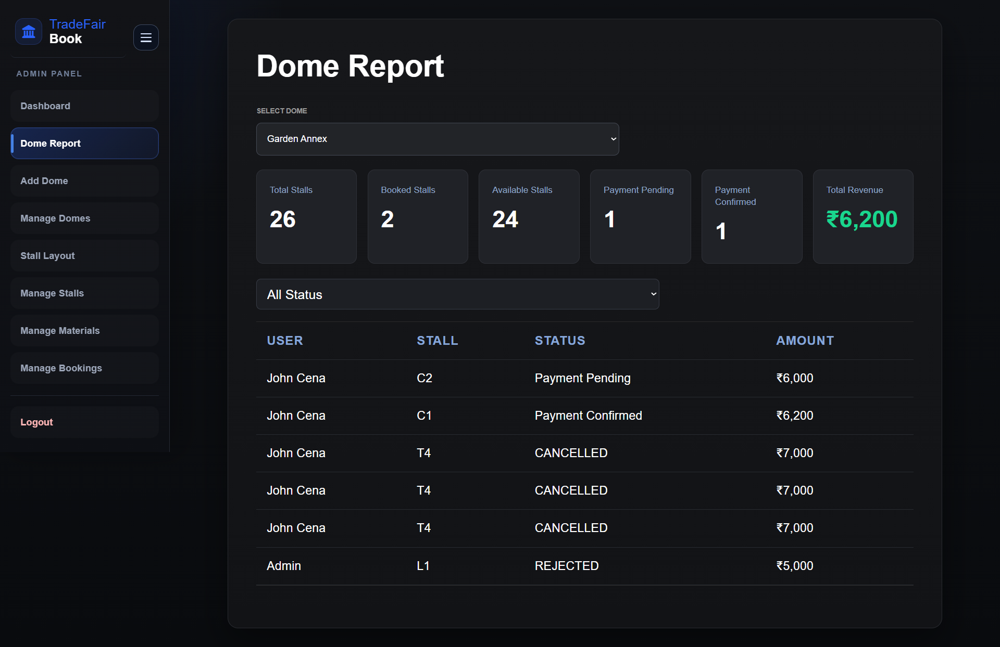 TradeFair
Book
ADMIN PANEL
Dashboard
Dome Report
Add Dome
Manage Domes
Stall Layout
Manage Stalls
Manage Materials
Manage Bookings
Logout
Dome Report
SELECT DOME
Garden Annex
Total Stalls
26
Booked Stalls
2
Available Stalls
24
Payment Pending
1
Payment
Confirmed
1
Total Revenue
₹6,200
All Status
USER STALL STATUS AMOUNT
John Cena C2 Payment Pending ₹6,000
John Cena C1 Payment Confirmed ₹6,200
John Cena T4 CANCELLED ₹7,000
John Cena T4 CANCELLED ₹7,000
John Cena T4 CANCELLED ₹7,000
Admin L1 REJECTED ₹5,000